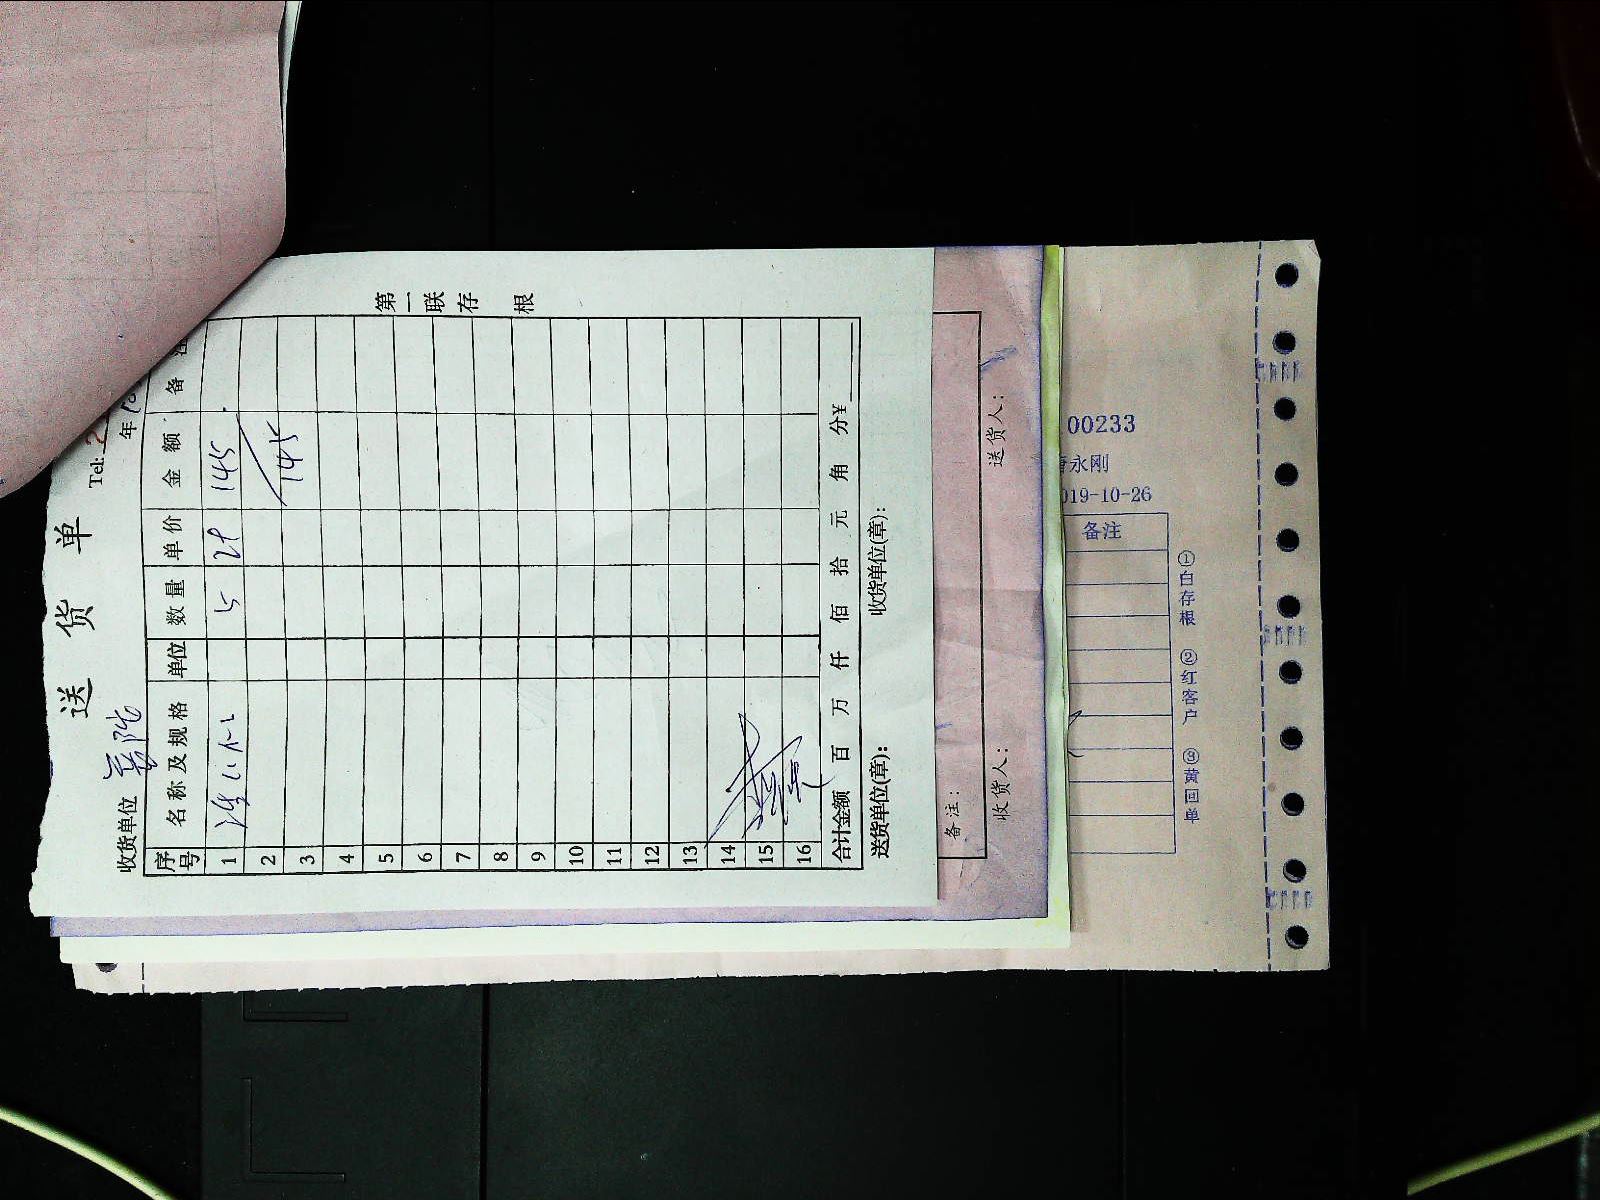 送 货 单
Tel: 2
收货单位
年
序号 名称及规格 单位 数量 单价 金额 备
1 5 29 145
2 145
3
4
5
6
7
8
9
10
11
12
13
14
15
16
合计金额 百 万 仟 佰 拾 元 角 分¥
送货单位(章): 收货单位(章):
第一联存根
备注:
收货人: 送货人:
00233
永刚
019-10-26
备注
①白存根 ②红客户 ③黄回单